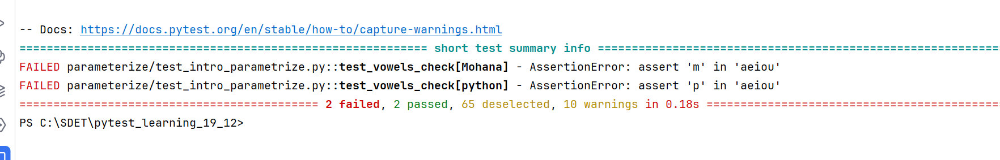 -- Docs: https://docs.pytest.org/en/stable/how-to/capture-warnings.html
============================================================ short test summary info ===========================================================
FAILED parameterize/test_intro_parametrize.py::test_vowels_check[Mohana] - AssertionError: assert 'm' in 'aeiou'
FAILED parameterize/test_intro_parametrize.py::test_vowels_check[python] - AssertionError: assert 'p' in 'aeiou'
============================================ 2 failed, 2 passed, 65 deselected, 10 warnings in 0.18s ===========================================
PS C:\SDET\pytest_learning_19_12>